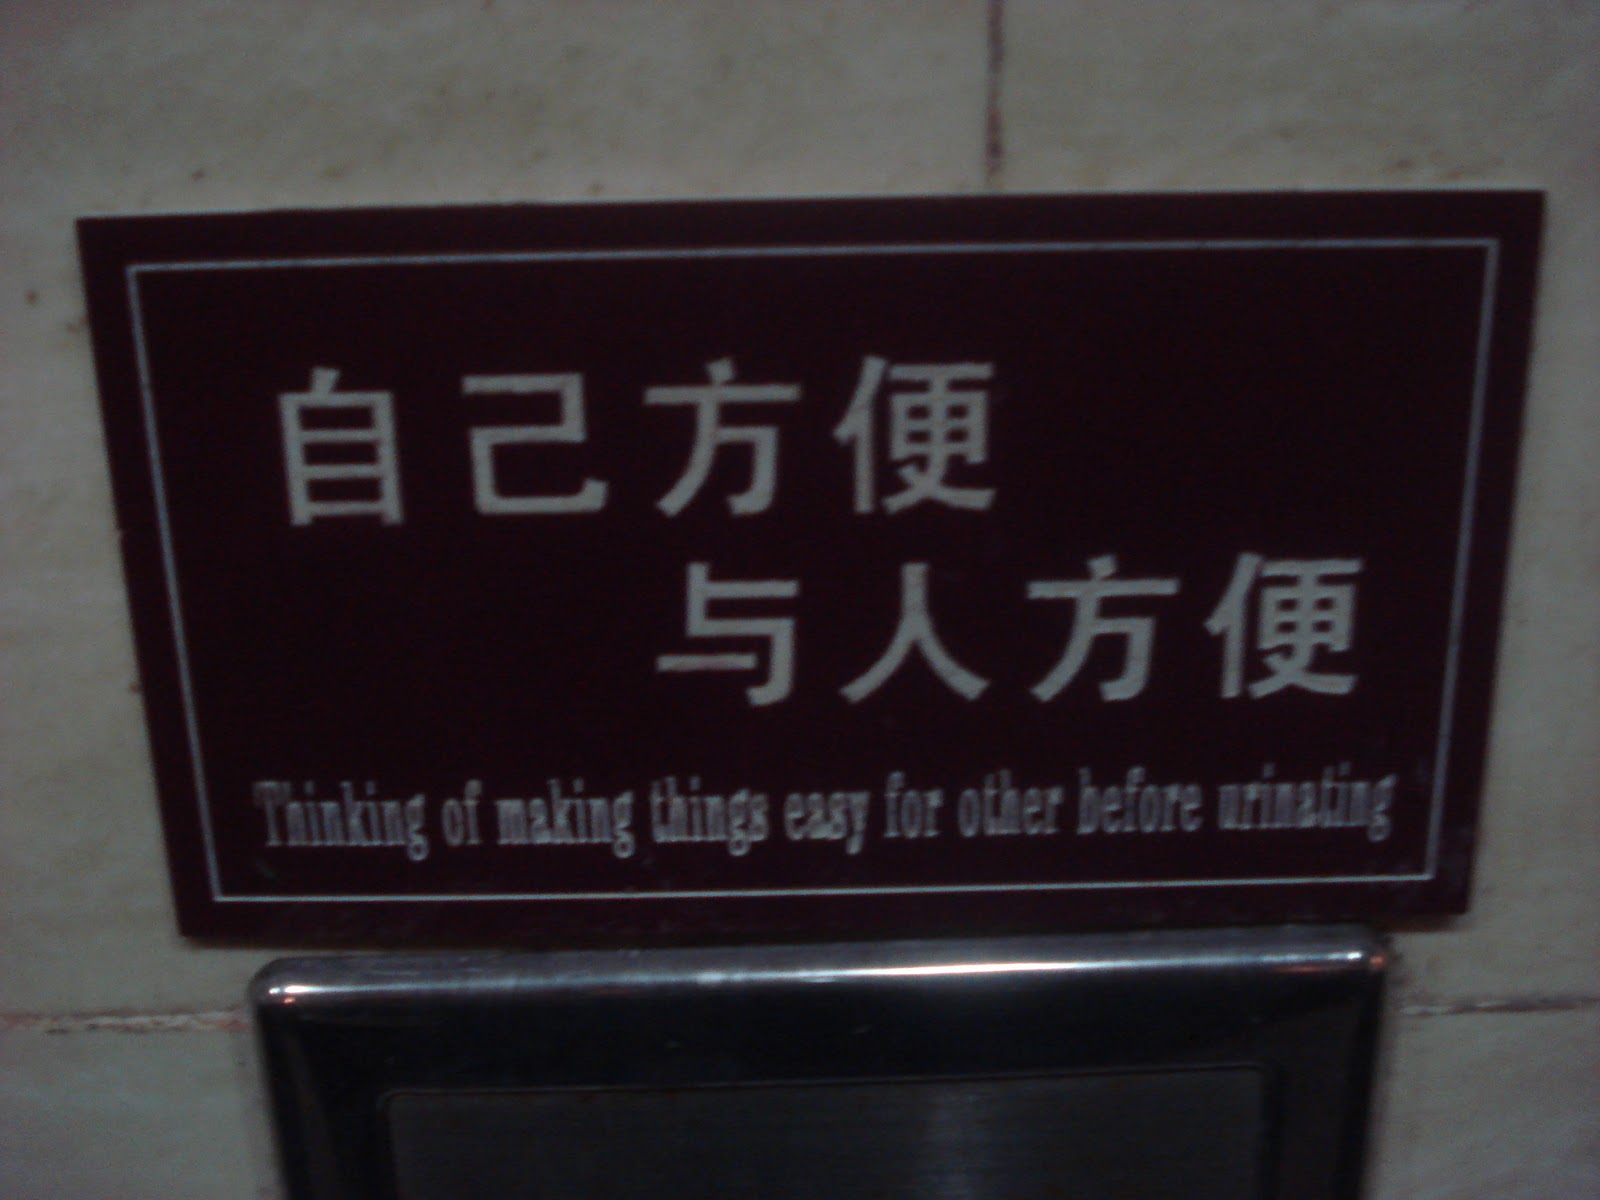 自己方便
与人方便
Thinking of making things easy for other before urinating